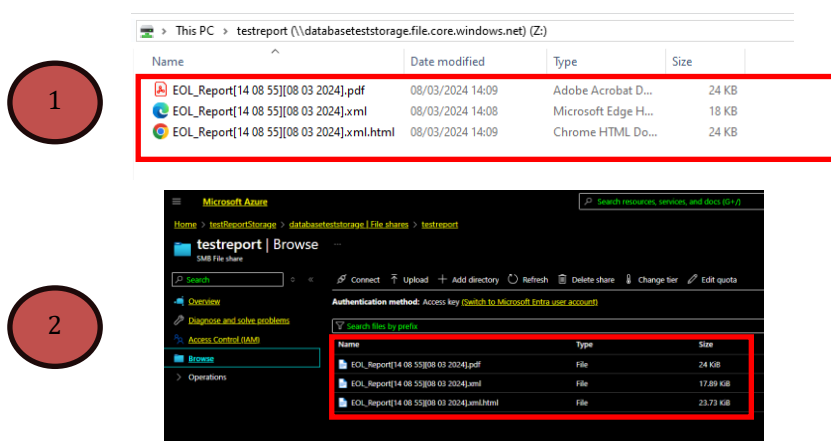 This PC > testreport (\\databaseteststorage.file.core.windows.net) (Z:)
Name Date modified Type Size
1
EOL_Report[14 08 55][08 03 2024].pdf 08/03/2024 14:09 Adobe Acrobat D... 24 KB
EOL_Report[14 08 55][08 03 2024].xml 08/03/2024 14:08 Microsoft Edge H... 18 KB
EOL_Report[14 08 55][08 03 2024].xml.html 08/03/2024 14:09 Chrome HTML Do... 24 KB
Microsoft Azure Search resources, services, and docs (G+/)
Home > testReportStorage > databaseteststorage | File shares > testreport
testreport | Browse ...
SMB File share
Search Connect Upload Add directory Refresh Delete share Change tier Edit quota
Overview Authentication method: Access key (Switch to Microsoft Entra user account)
2
Diagnose and solve problems Search files by prefix
Access Control (IAM) Name Type Size
Browse EOL_Report[14 08 55][08 03 2024].pdf File 24 KiB
Operations EOL_Report[14 08 55][08 03 2024].xml File 17.89 KiB
EOL_Report[14 08 55][08 03 2024].xml.html File 23.73 KiB